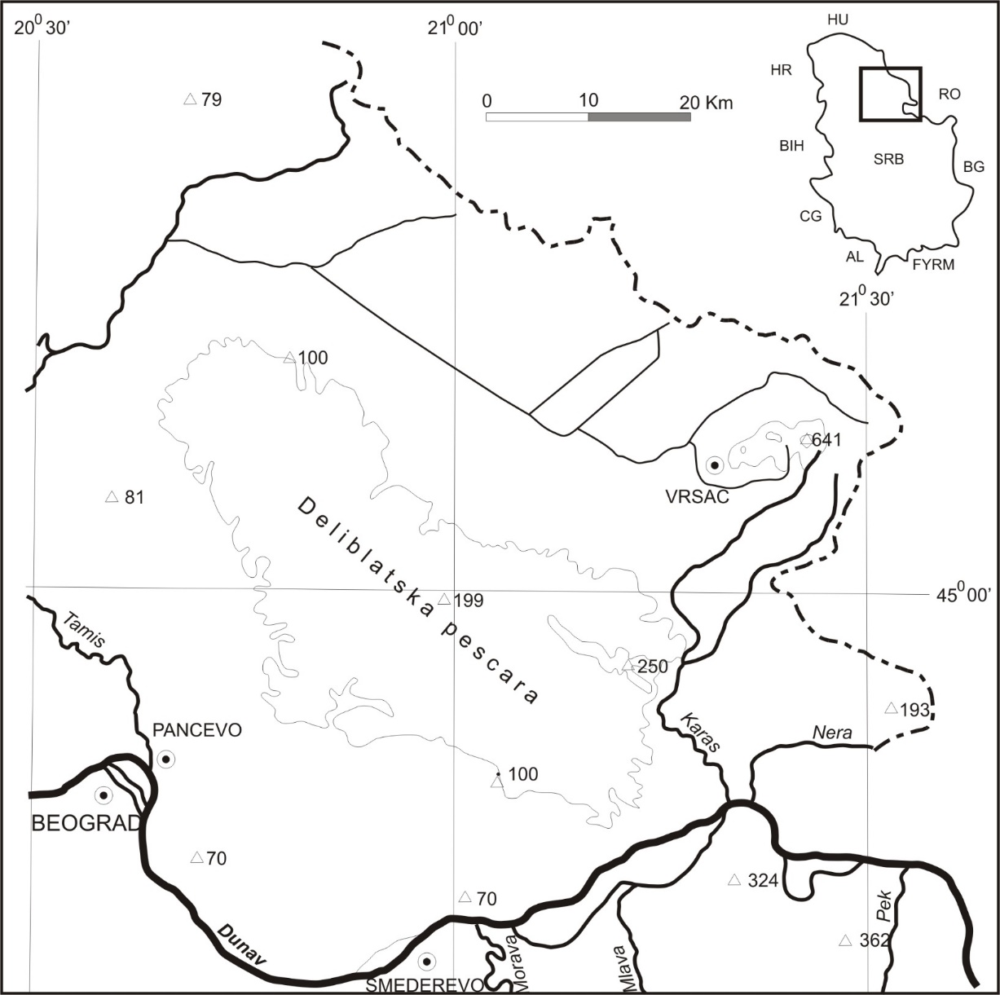 20⁰ 30’
21⁰ 00’
HU
HR
RO
79
0 10 20 Km
BIH
SRB
BG
CG
AL
FYRM
21⁰ 30’
100
641
VRSAC
81
Deliblatska pescara
199
45⁰ 00’
Tamis
250
193
PANCEVO
Karas
Nera
100
BEOGRAD
70
324
70
Pek
Dunav
362
Morava
Mlava
SMEDEREVO